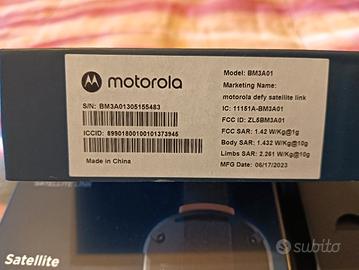 motorola
S/N: BM3A01305155483
ICCID: 89901800100101373945
Made in China
Model: BM3A01
Marketing Name:
motorola defy satellite link
IC: 11151A-BM3A01
FCC ID: ZL5BM3A01
FCC SAR: 1.42 W/Kg@1g
Body SAR: 1.432 W/Kg@10g
Limbs SAR: 2.261 W/Kg@10g
MFG Date: 06/17/2023
SATELLITE LINK
Satellite
subito